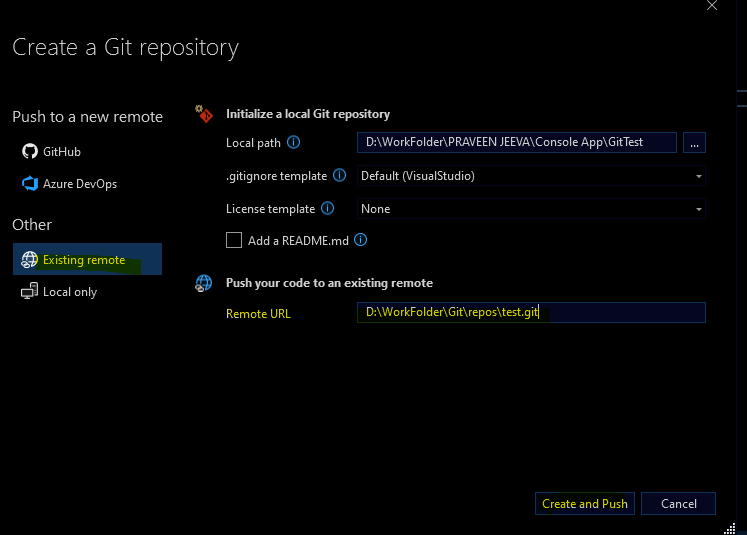 Create a Git repository
Push to a new remote
GitHub
Azure DevOps
Other
Existing remote
Local only
Initialize a local Git repository
Local path D:\WorkFolder\PRAVEEN JEEVA\Console App\GitTest ...
.gitignore template Default (VisualStudio)
License template None
Add a README.md
Push your code to an existing remote
Remote URL D:\WorkFolder\Git\repos\test.git
Create and Push Cancel